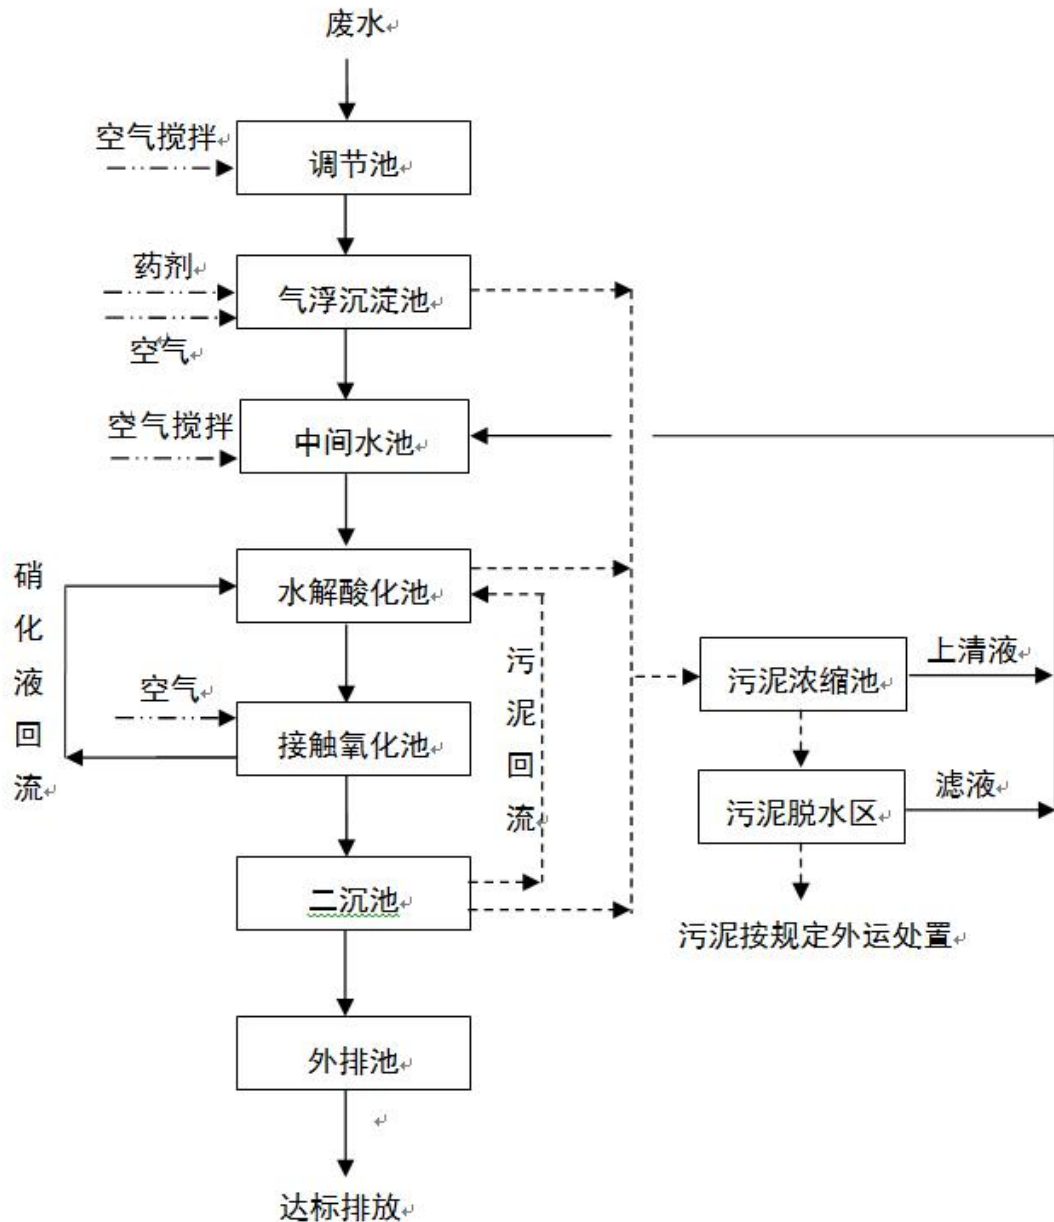 废水
空气搅拌
调节池
药剂
气浮沉淀池
空气
空气搅拌
中间水池
硝化液回流
水解酸化池
污泥回流
空气
接触氧化池
污泥浓缩池
上清液
污泥脱水区
滤液
二沉池
污泥按规定外运处置
外排池
达标排放